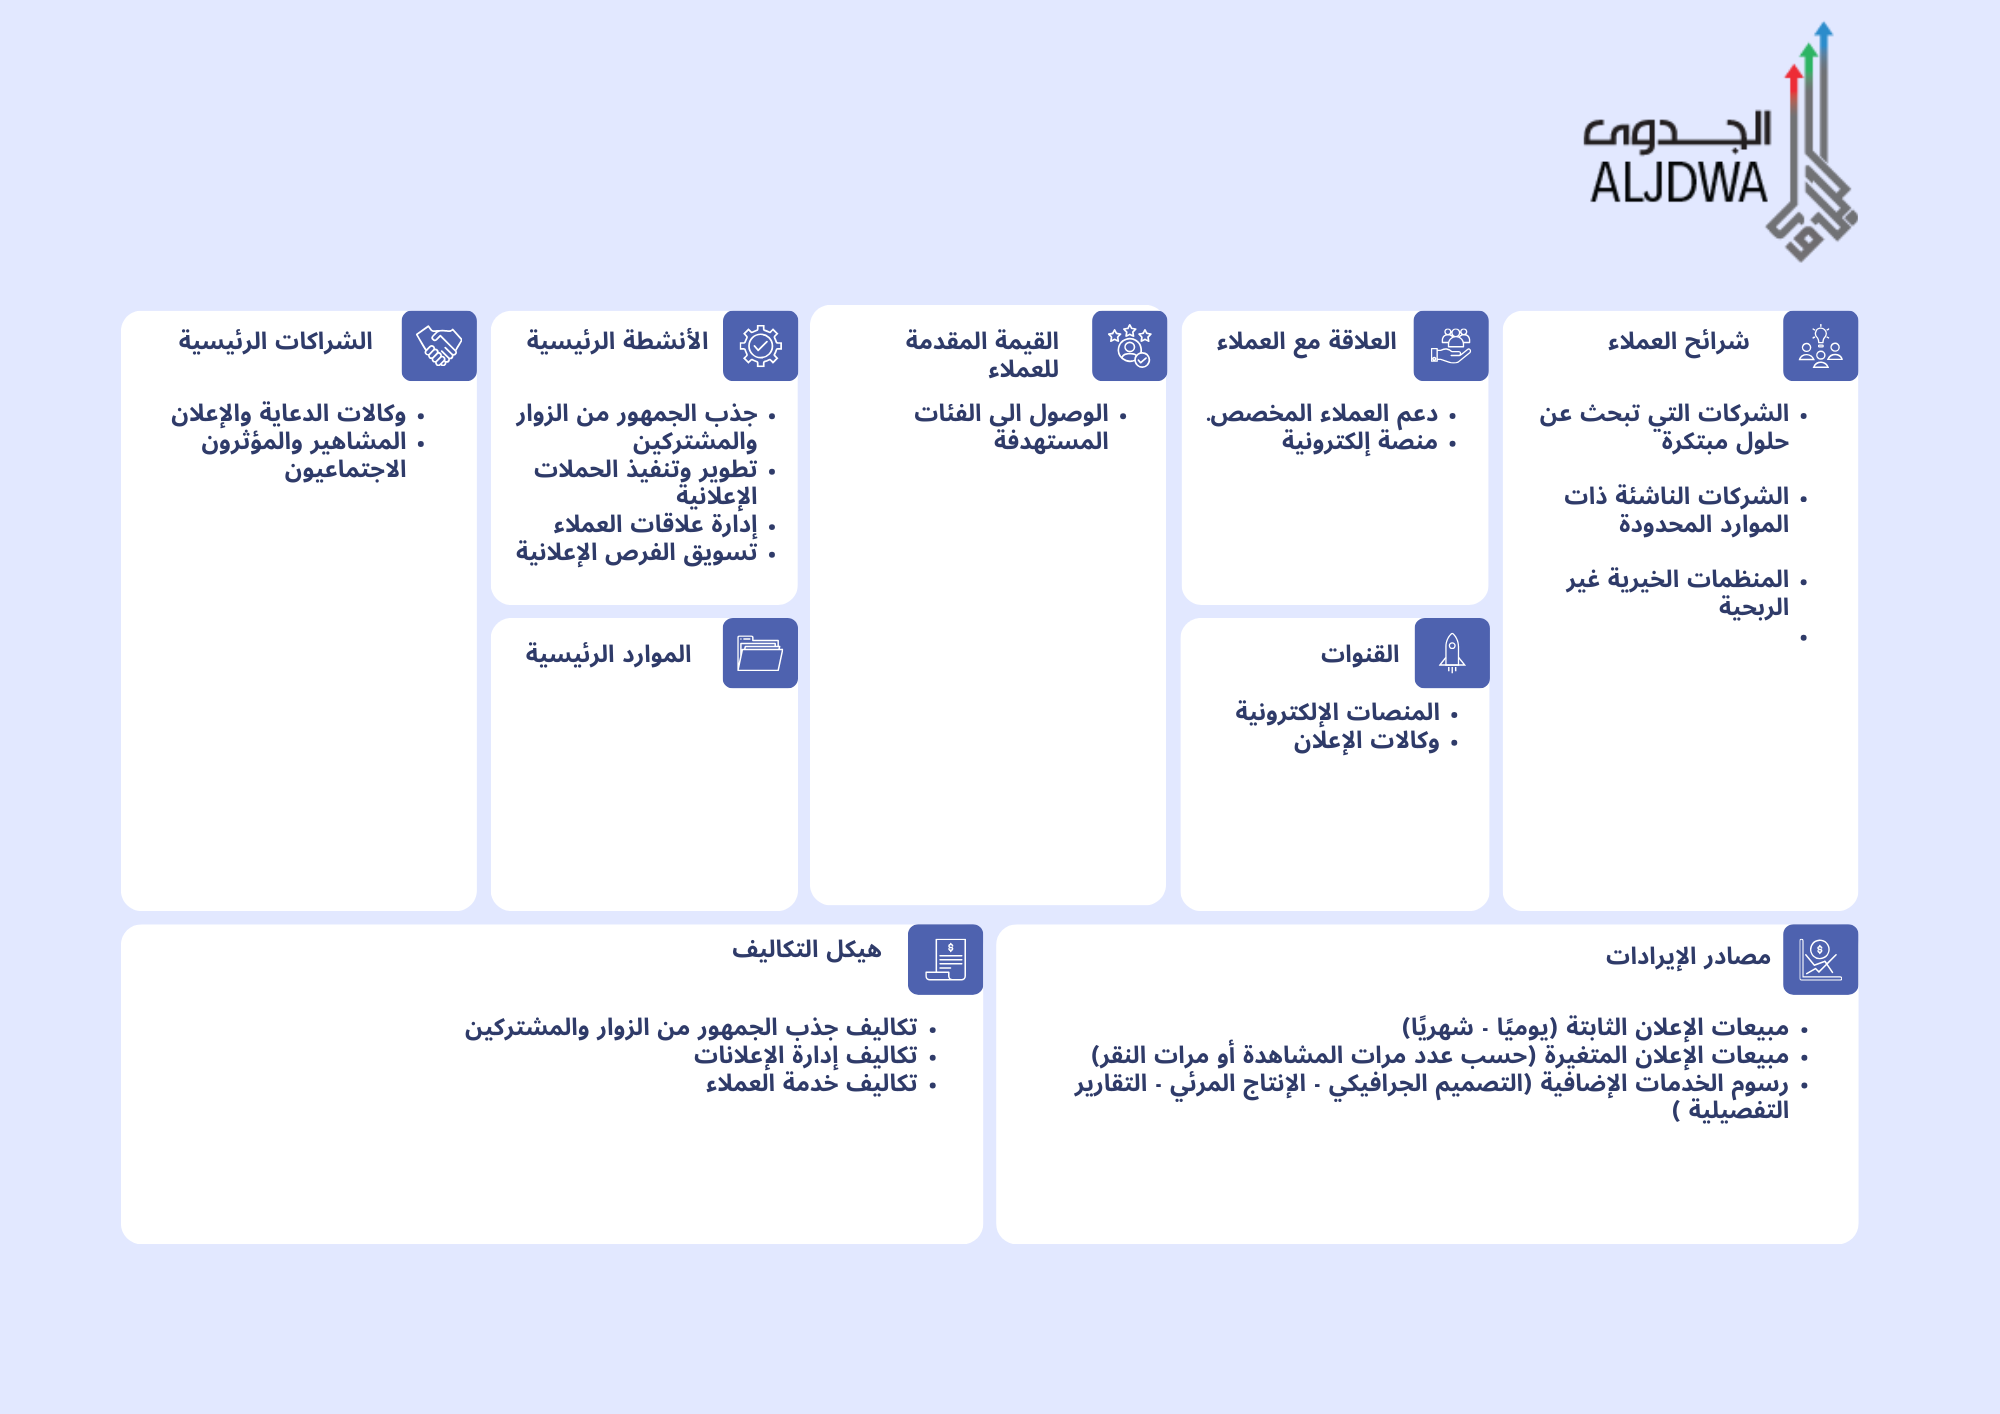 الجدوى
ALJDWA
شرائح العملاء
• الشركات التي تبحث عن
حلول مبتكرة
• الشركات الناشئة ذات
الموارد المحدودة
• المنظمات الخيرية غير
الربحية
•
العلاقة مع العملاء
• دعم العملاء المخصص.
• منصة إلكترونية
القنوات
• المنصات الإلكترونية
• وكالات الإعلان
القيمة المقدمة
للعملاء
• الوصول الى الفئات
المستهدفة
الأنشطة الرئيسية
• جذب الجمهور من الزوار
والمشتركين
• تطوير وتنفيذ الحملات
الإعلانية
• إدارة علاقات العملاء
• تسويق الفرص الإعلانية
الموارد الرئيسية
الشراكات الرئيسية
• وكالات الدعاية والإعلان
• المشاهير والمؤثرون
الاجتماعيون
مصادر الإيرادات
• مبيعات الإعلان الثابتة (يوميًا - شهريًا)
• مبيعات الإعلان المتغيرة (حسب عدد مرات المشاهدة أو مرات النقر)
• رسوم الخدمات الإضافية (التصميم الجرافيكي - الإنتاج المرئي - التقارير
التفصيلية )
هيكل التكاليف
• تكاليف جذب الجمهور من الزوار والمشتركين
• تكاليف إدارة الإعلانات
• تكاليف خدمة العملاء